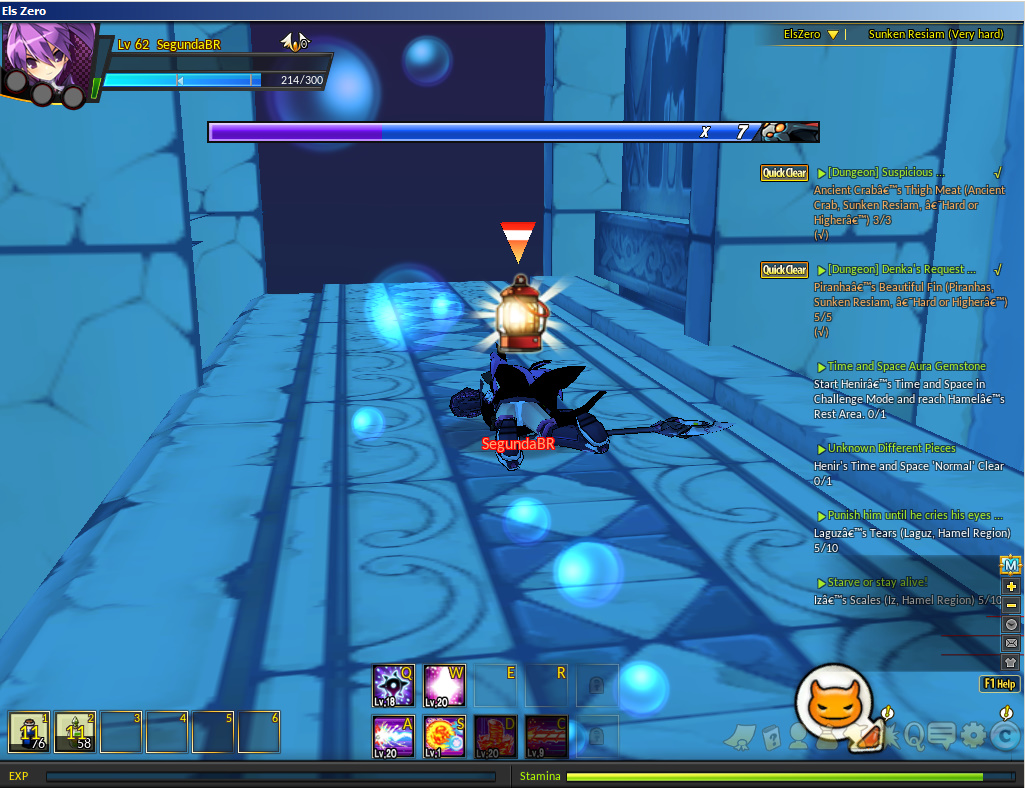 Els Zero
Lv 62 SegundaBR
0
ElsZero
Sunken Resiam (Very hard)
214/300
x 7
Quick Clear
[Dungeon] Suspicious ... √
Ancient Crabâ€™s Thigh Meat (Ancient
Crab, Sunken Resiam, â€˜Hard or
Higherâ€™) 3/3
(√)
Quick Clear
[Dungeon] Denka's Request ... √
Piranhaâ€™s Beautiful Fin (Piranhas,
Sunken Resiam, â€˜Hard or Higherâ€™)
5/5
(√)
Time and Space Aura Gemstone
Start Henirâ€™s Time and Space in
Challenge Mode and reach Hamelâ€™s
Rest Area. 0/1
Unknown Different Pieces
Henir's Time and Space 'Normal' Clear
0/1
Punish him until he cries his eyes ...
Laguzâ€™s Tears (Laguz, Hamel Region)
5/10
Starve or stay alive!
Izâ€™s Scales (Iz, Hamel Region) 5/10
SegundaBR
M
F1 Help
Q W E R
Lv,18 Lv,20
A S D C
Lv,20 Lv,20 Lv,20 Lv,9
1 2 3 4 5 6
11 11
76 58
EXP
Stamina